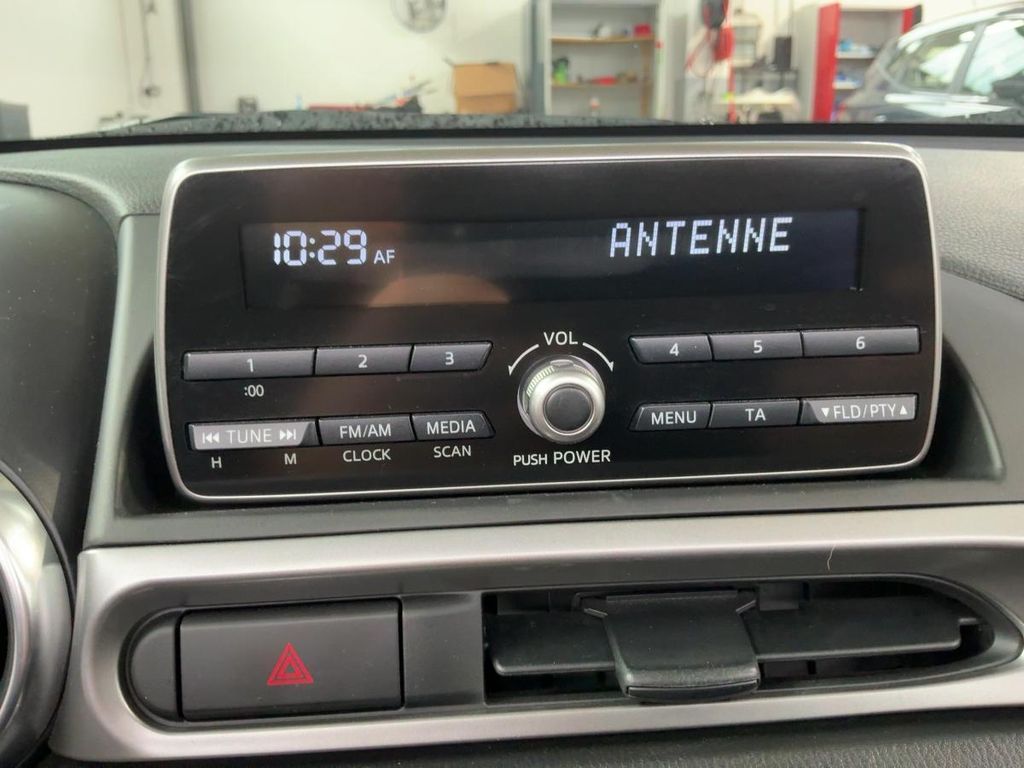 10:29 AF ANTENNE
VOL
1 2 3 4 5 6
:00
TUNE FM/AM MEDIA MENU TA ▼FLD/PTY▲
H M CLOCK SCAN
PUSH POWER